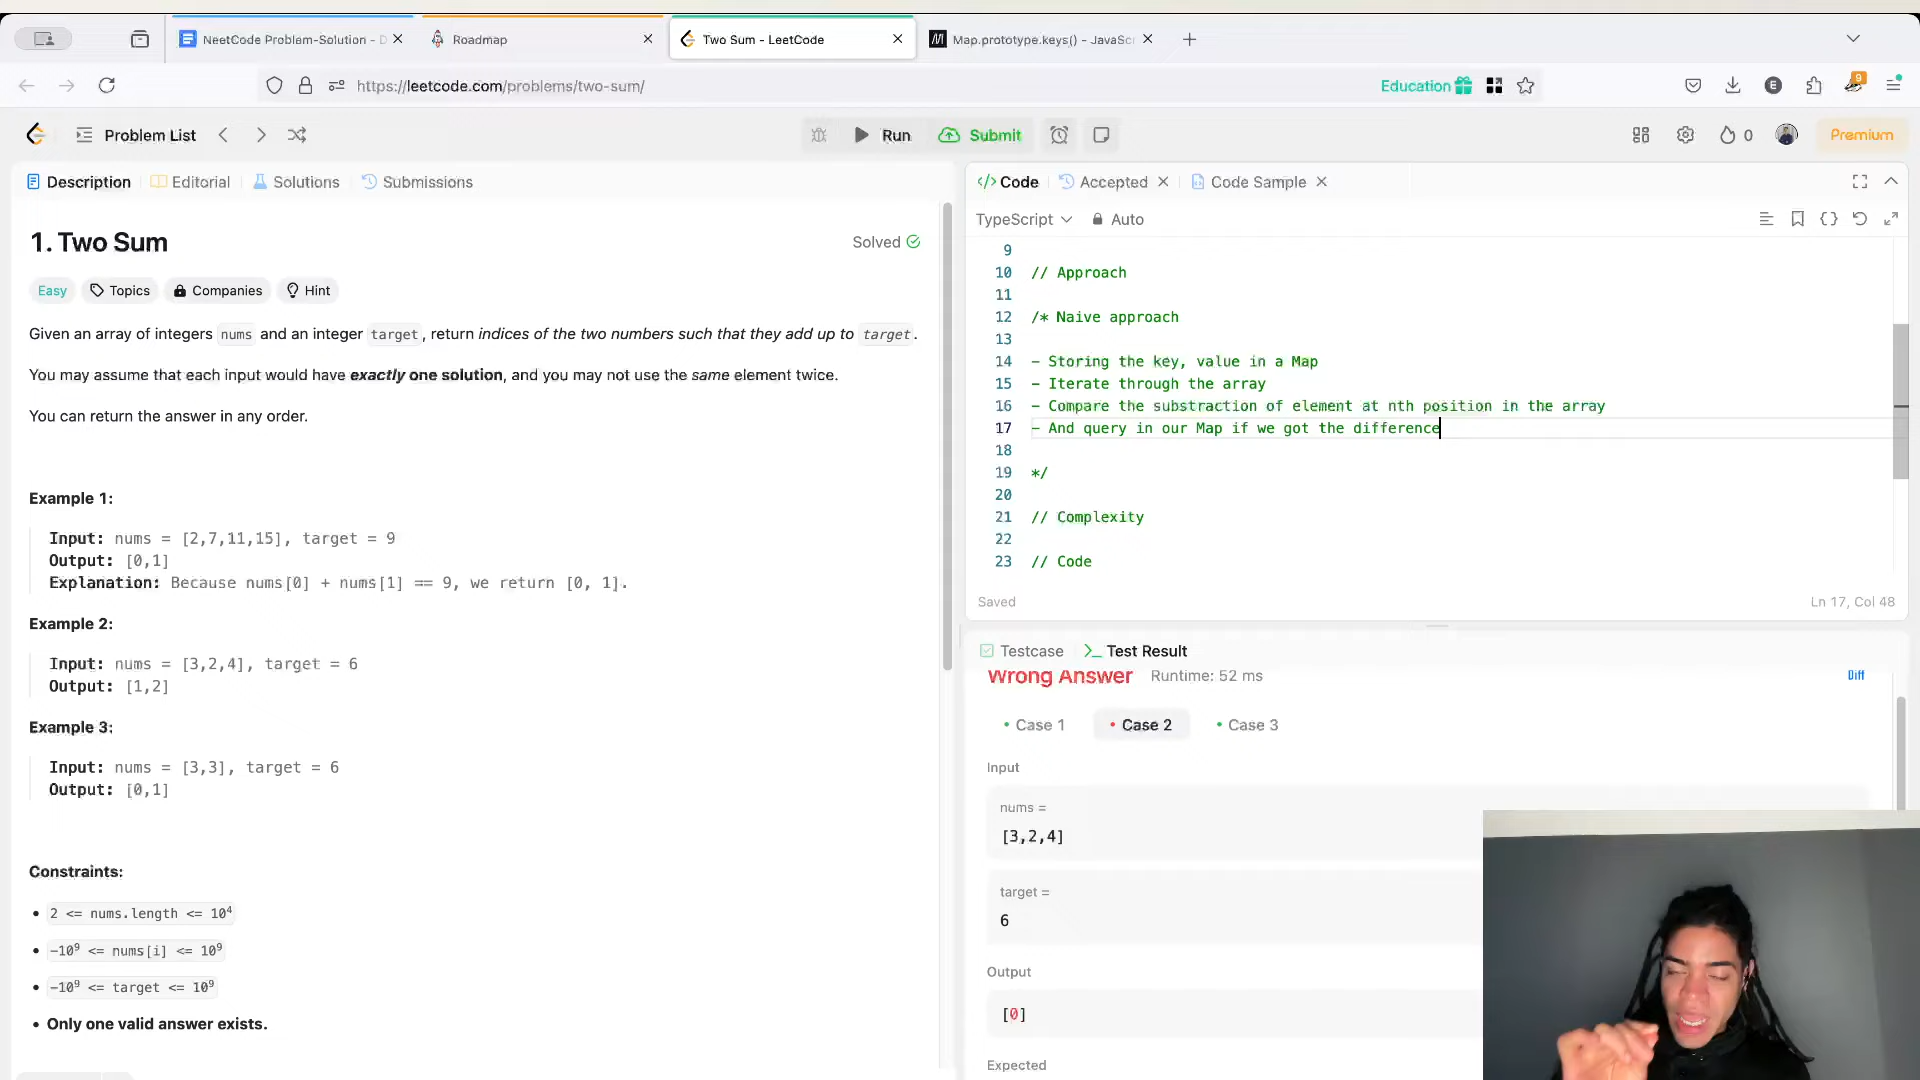 NeetCode Problem-Solution - D
Roadmap
Two Sum - LeetCode
Map.prototype.keys() - JavaSc
https://leetcode.com/problems/two-sum/
Education
E
9
Problem List
Run
Submit
0
Premium
Description
Editorial
Solutions
Submissions
1. Two Sum
Solved
Easy
Topics
Companies
Hint
Given an array of integers nums and an integer target, return indices of the two numbers such that they add up to target.
You may assume that each input would have exactly one solution, and you may not use the same element twice.
You can return the answer in any order.
Example 1:
Input: nums = [2,7,11,15], target = 9
Output: [0,1]
Explanation: Because nums[0] + nums[1] == 9, we return [0, 1].
Example 2:
Input: nums = [3,2,4], target = 6
Output: [1,2]
Example 3:
Input: nums = [3,3], target = 6
Output: [0,1]
Constraints:
• 2 <= nums.length <= 10⁴
• -10⁹ <= nums[i] <= 10⁹
• -10⁹ <= target <= 10⁹
• Only one valid answer exists.
</> Code
Accepted
Code Sample
TypeScript
Auto
9
10 // Approach
11
12 /* Naive approach
13
14 - Storing the key, value in a Map
15 - Iterate through the array
16 - Compare the substraction of element at nth position in the array
17 - And query in our Map if we got the difference
18
19 */
20
21 // Complexity
22
23 // Code
Saved
Ln 17, Col 48
Testcase
>_ Test Result
Wrong Answer
Runtime: 52 ms
Diff
• Case 1
• Case 2
• Case 3
Input
nums =
[3,2,4]
target =
6
Output
[0]
Expected